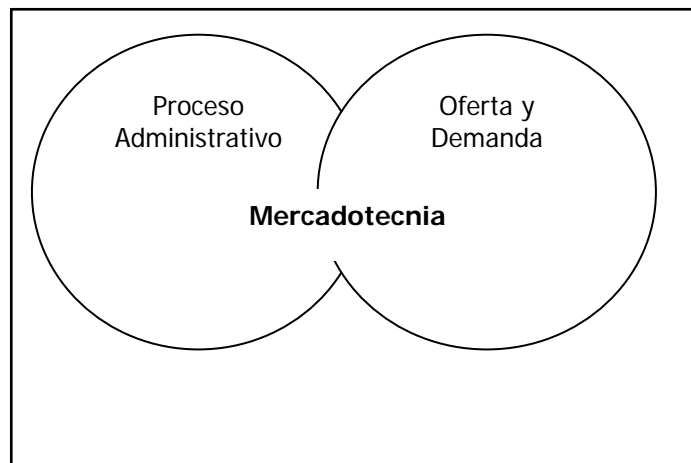 Proceso
Administrativo
Oferta y
Demanda
Mercadotecnia